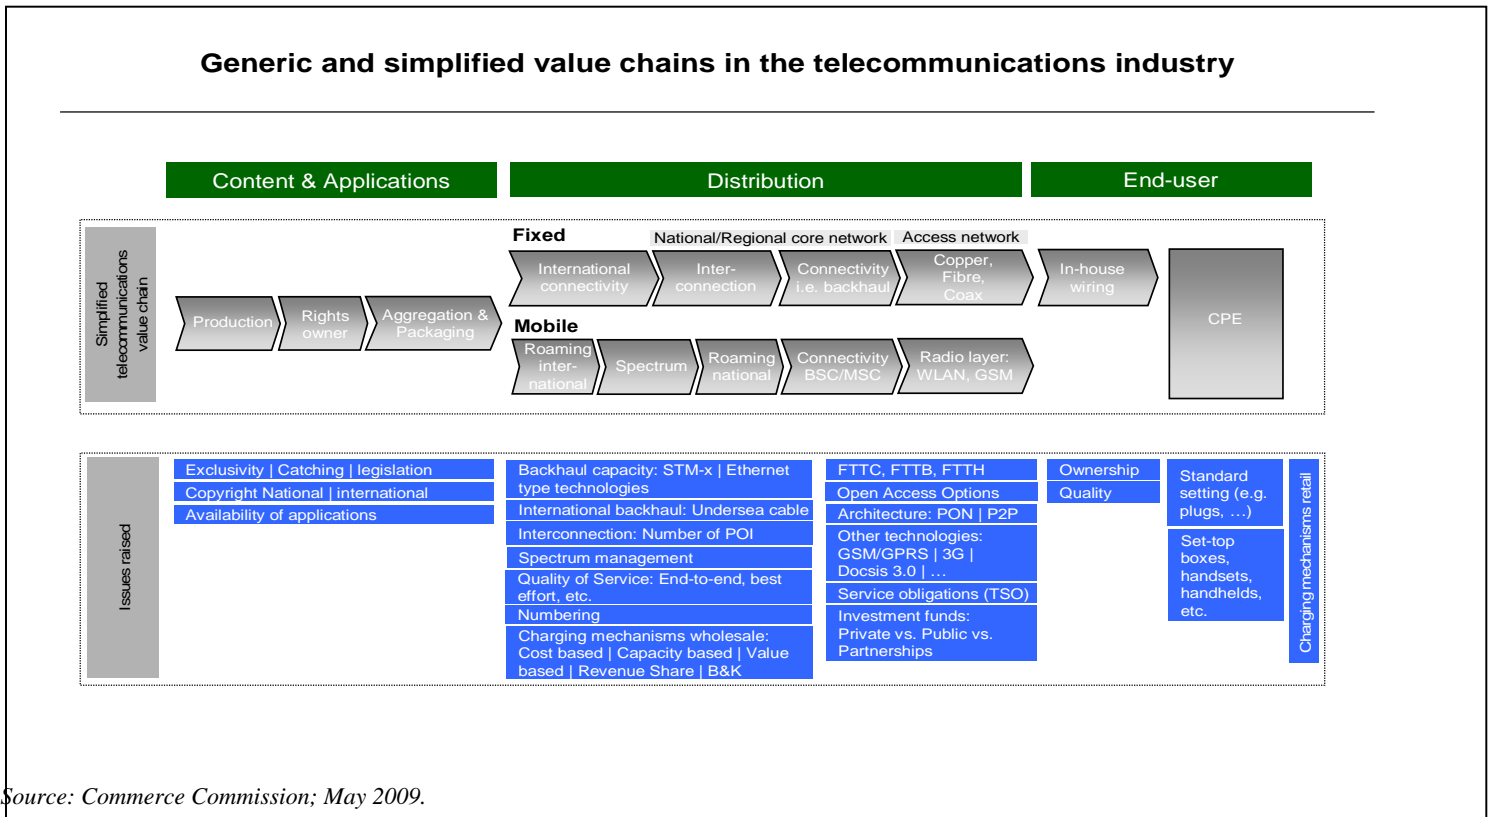 Generic and simplified value chains in the telecommunications industry
Content & Applications
Distribution
End-user
Simplified
telecommunications
value chain
Production
Rights
owner
Aggregation &
Packaging
Fixed
National/Regional core network
Access network
International
connectivity
Inter-
connection
Connectivity
i.e. backhaul
Copper,
Fibre,
Coax
In-house
wiring
CPE
Mobile
Roaming
inter-
national
Spectrum
Roaming
national
Connectivity
BSC/MSC
Radio layer:
WLAN, GSM
Issues raised
Exclusivity | Catching | legislation
Copyright National | international
Availability of applications
Backhaul capacity: STM-x | Ethernet
type technologies
International backhaul: Undersea cable
Interconnection: Number of POI
Spectrum management
Quality of Service: End-to-end, best
effort, etc.
Numbering
Charging mechanisms wholesale:
Cost based | Capacity based | Value
based | Revenue Share | B&K
FTTC, FTTB, FTTH
Open Access Options
Architecture: PON | P2P
Other technologies:
GSM/GPRS | 3G |
Docsis 3.0 | …
Service obligations (TSO)
Investment funds:
Private vs. Public vs.
Partnerships
Ownership
Quality
Standard
setting (e.g.
plugs, …)
Set-top
boxes,
handsets,
handhelds,
etc.
Charging mechanisms retail
Source: Commerce Commission; May 2009.